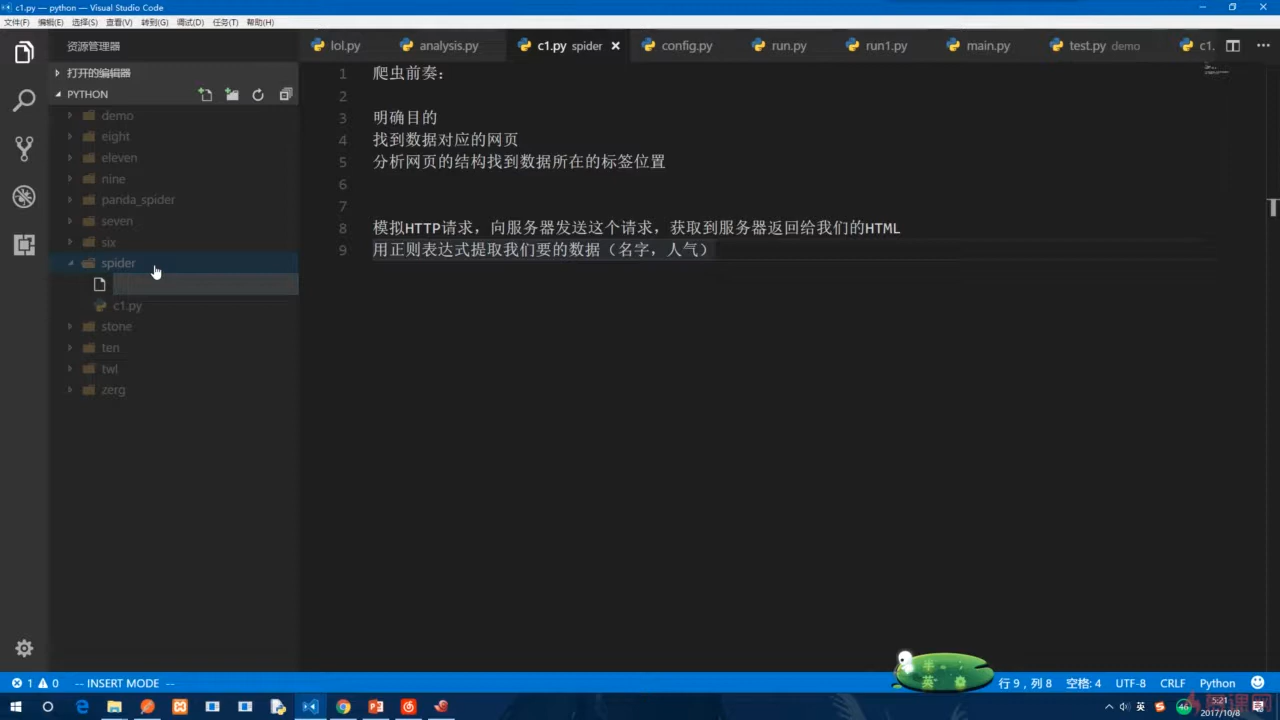 c1.py — python — Visual Studio Code
文件(F) 编辑(E) 选择(S) 查看(V) 转到(G) 调试(D) 任务(T) 帮助(H)
资源管理器
lol.py analysis.py c1.py spider config.py run.py run1.py main.py test.py demo c1.
打开的编辑器
PYTHON
demo
eight
eleven
nine
panda_spider
seven
six
spider
c1.py
stone
ten
twl
zerg
1 爬虫前奏：
2
3 明确目的
4 找到数据对应的网页
5 分析网页的结构找到数据所在的标签位置
6
7
8 模拟HTTP请求，向服务器发送这个请求，获取到服务器返回给我们的HTML
9 用正则表达式提取我们要的数据（名字，人气）
半
英
1 0 -- INSERT MODE -- 行 9，列 8 空格: 4 UTF-8 CRLF Python
英 46 5:21
2017/10/8